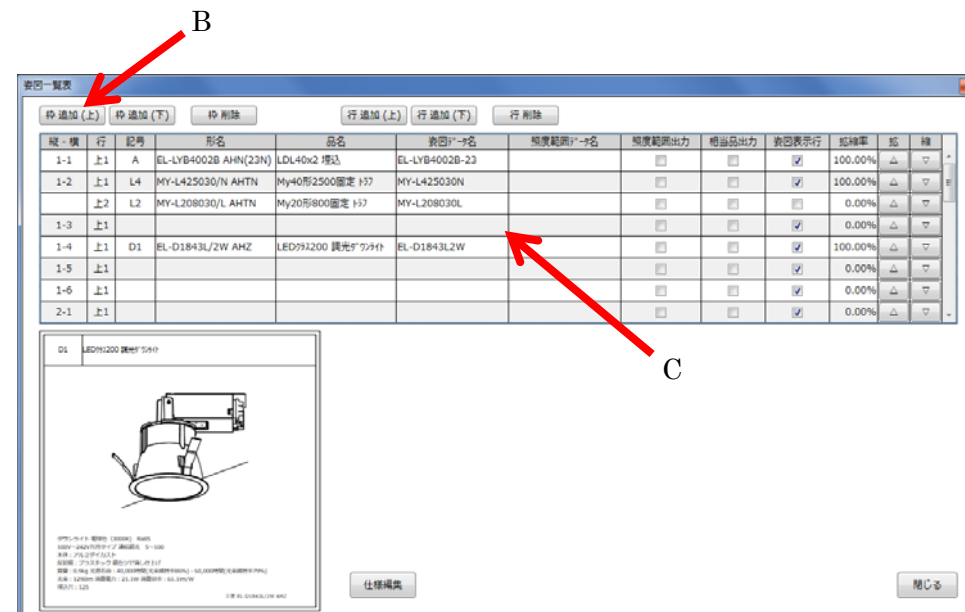 B
姿図一覧表
枠 追加 (上) 枠 追加 (下) 枠 削除 行 追加 (上) 行 追加 (下) 行 削除
縦 - 横 行 記号 形名 品名 姿図ﾃﾞｰﾀ名 照度範囲ﾃﾞｰﾀ名 照度範囲出力 相当品出力 姿図表示行 拡縮率 拡 縮
1-1 上1 A EL-LYB4002B AHN(23N) LDL40x2 埋込 EL-LYB4002B-23 100.00% △ ▽
1-2 上1 L4 MY-L425030/N AHTN My40形2500固定 ﾄﾗﾌ MY-L425030N 100.00% △ ▽
上2 L2 MY-L208030/L AHTN My20形800固定 ﾄﾗﾌ MY-L208030L 0.00% △ ▽
1-3 上1 0.00% △ ▽
1-4 上1 D1 EL-D1843L/2W AHZ LEDｸﾗｽ200 調光ﾀﾞｳﾝﾗｲﾄ EL-D1843L2W 100.00% △ ▽
1-5 上1 0.00% △ ▽
1-6 上1 0.00% △ ▽
2-1 上1 0.00% △ ▽
C
D1 LEDｸﾗｽ200 調光ﾀﾞｳﾝﾗｲﾄ
仕様編集 閉じる